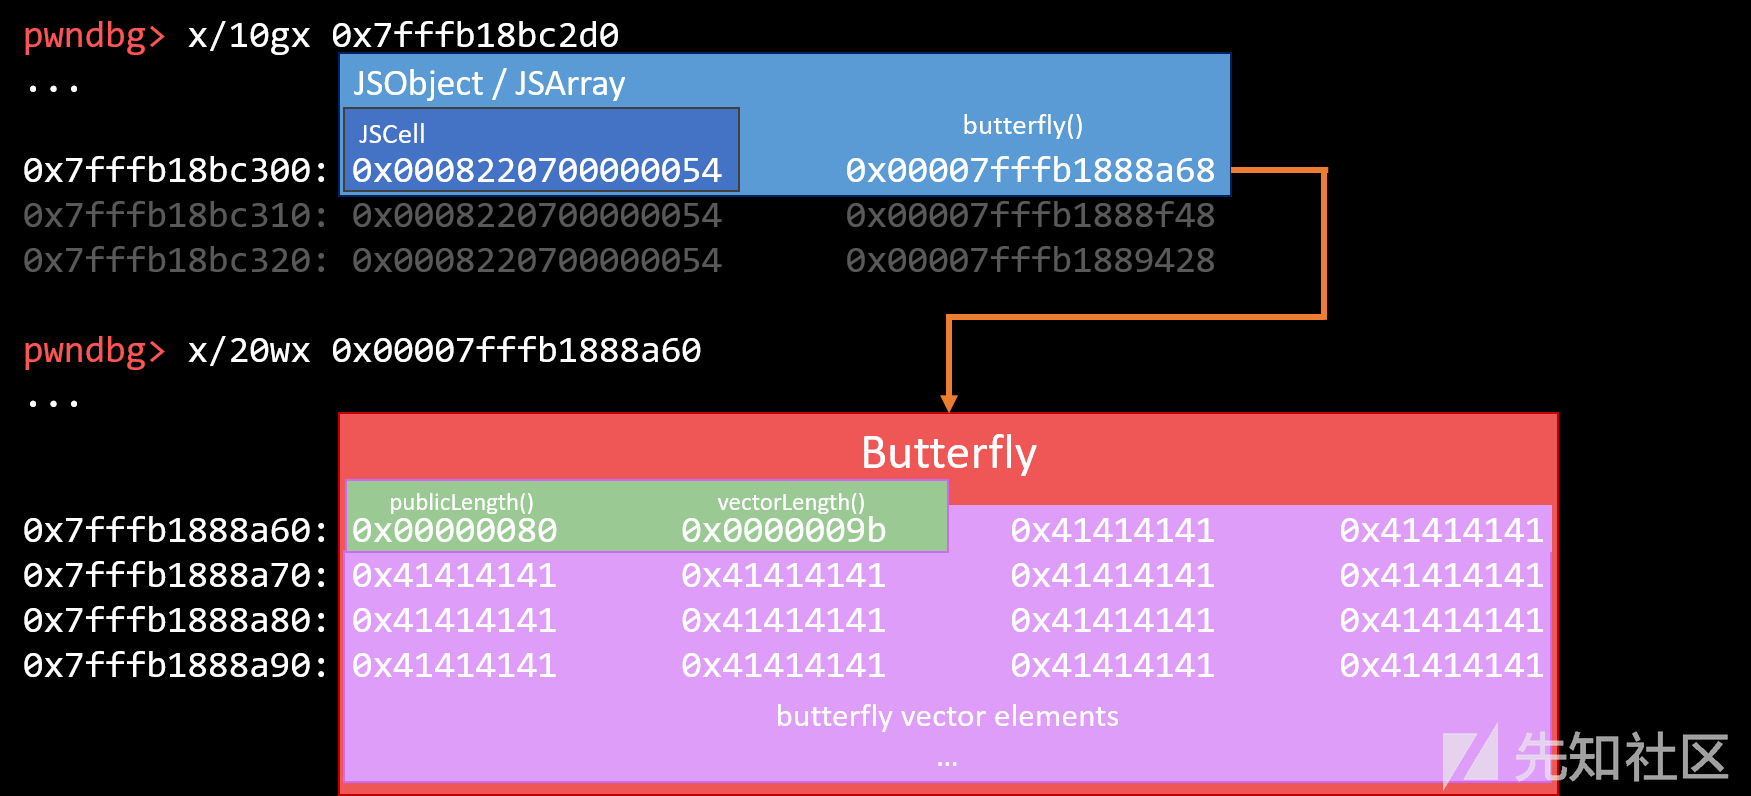 pwndbg> x/10gx 0x7fffb18bc2d0
...
JSObject / JSArray
JSCell
butterfly()
0x7fffb18bc300: 0x0008220700000054 0x00007fffb1888a68
0x7fffb18bc310: 0x0008220700000054 0x00007fffb1888f48
0x7fffb18bc320: 0x0008220700000054 0x00007fffb1889428
pwndbg> x/20wx 0x00007fffb1888a60
...
Butterfly
publicLength() vectorLength()
0x7fffb1888a60: 0x00000080 0x0000009b 0x41414141 0x41414141
0x7fffb1888a70: 0x41414141 0x41414141 0x41414141 0x41414141
0x7fffb1888a80: 0x41414141 0x41414141 0x41414141 0x41414141
0x7fffb1888a90: 0x41414141 0x41414141 0x41414141 0x41414141
butterfly vector elements
...
先知社区